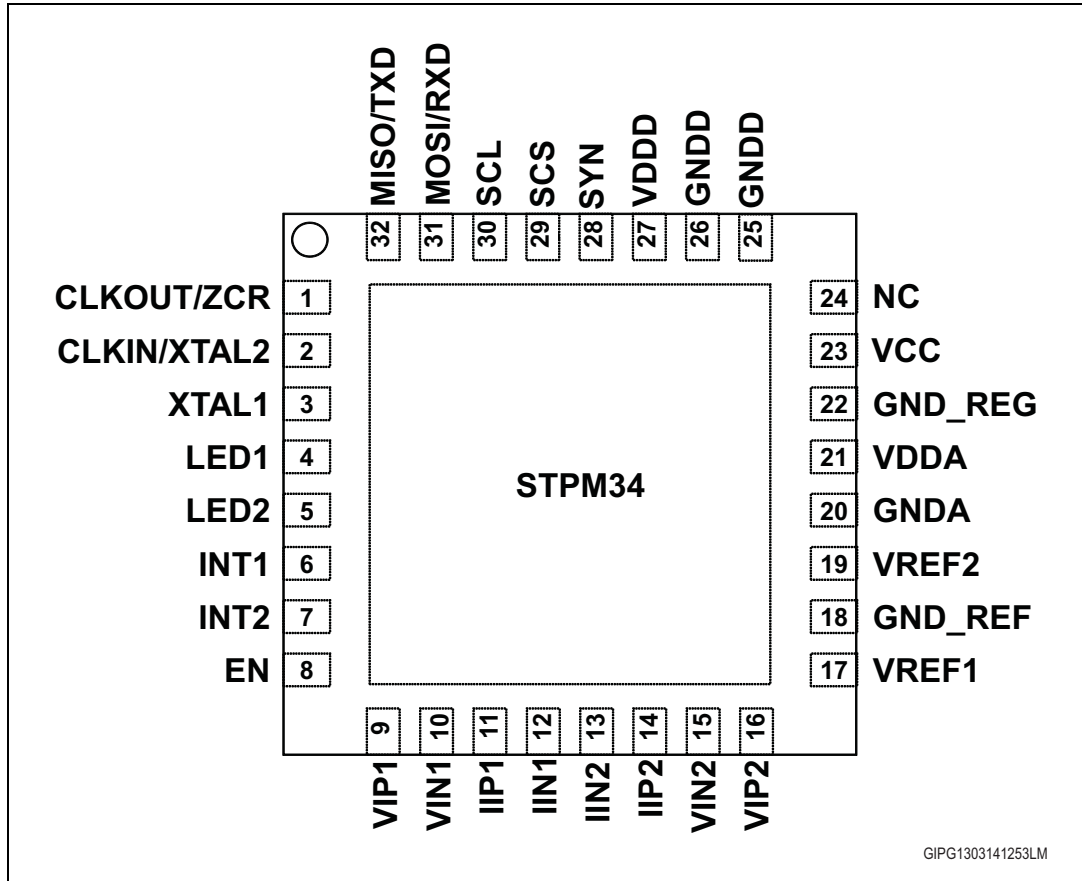 MISO/TXD
MOSI/RXD
SCL
SCS
SYN
VDDD
GNDD
GNDD
32
31
30
29
28
27
26
25
CLKOUT/ZCR 1
CLKIN/XTAL2 2
XTAL1 3
LED1 4
LED2 5
INT1 6
INT2 7
EN 8
STPM34
24 NC
23 VCC
22 GND_REG
21 VDDA
20 GNDA
19 VREF2
18 GND_REF
17 VREF1
9
10
11
12
13
14
15
16
VIP1
VIN1
IIP1
IIN1
IIN2
IIP2
VIN2
VIP2
GIPG1303141253LM